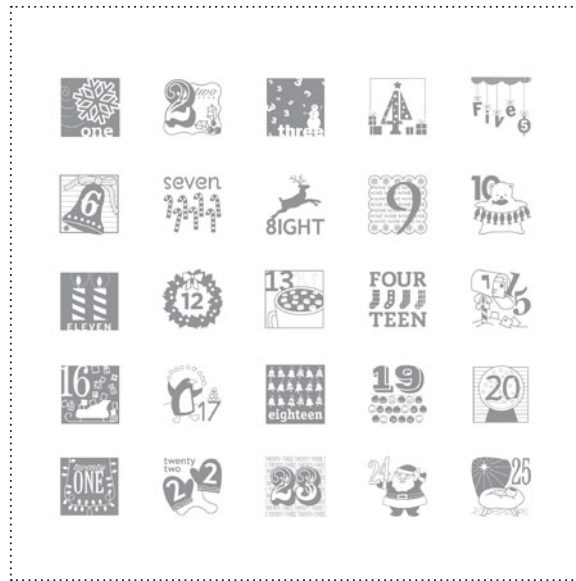 one
2 two
three
4
Five 5
6
seven
8IGHT
9
10
ELEVEN
12
13
FOUR
TEEN
15
16
17
eighteen
19
20
twenty
ONE
twenty
two
2 2
23
24
25